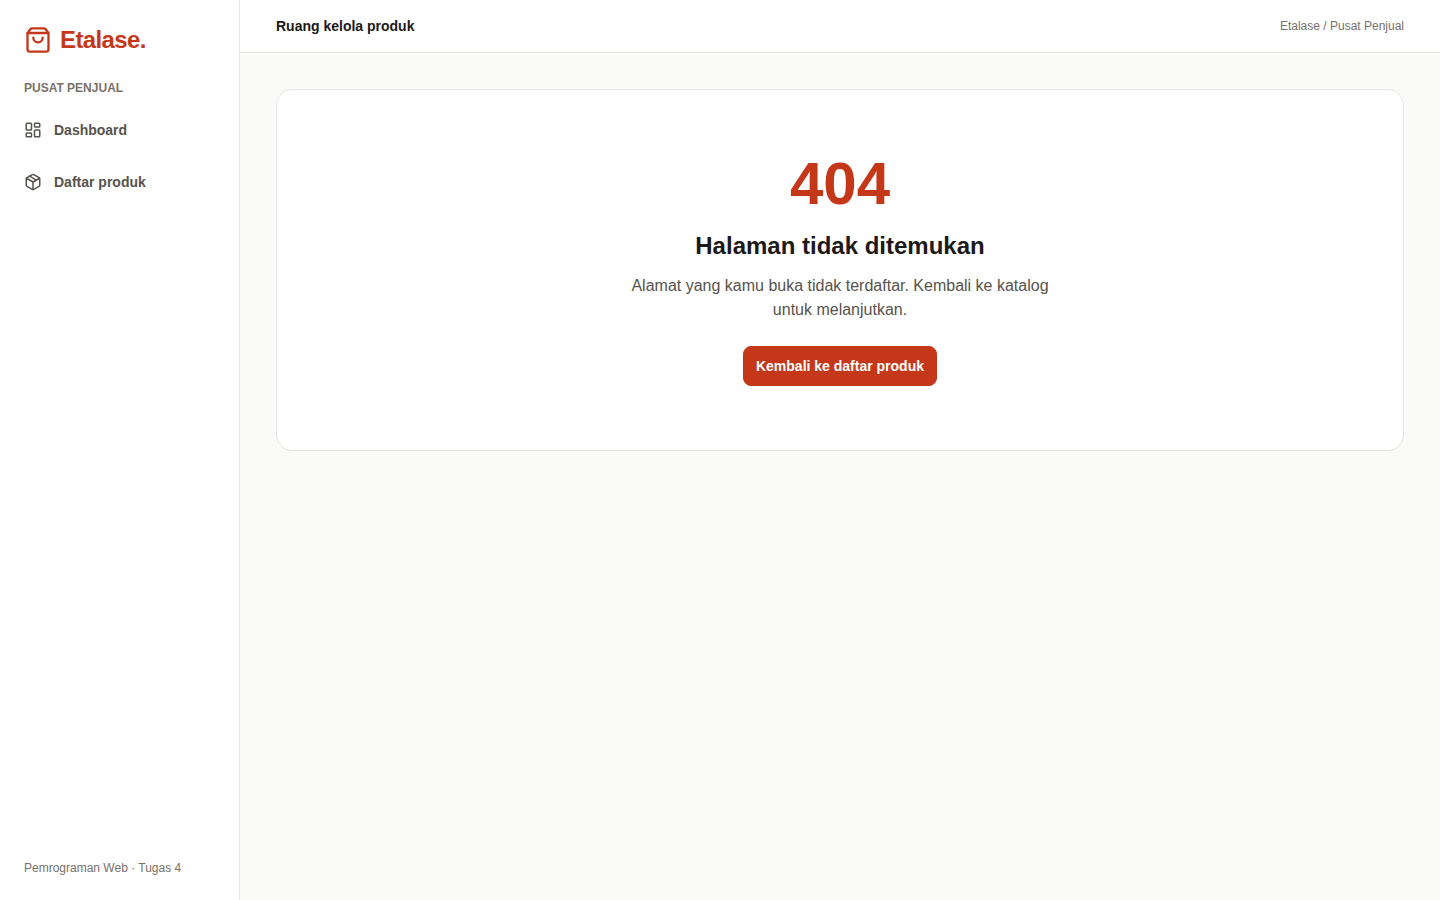 Etalase.
PUSAT PENJUAL
Dashboard
Daftar produk
Pemrograman Web · Tugas 4
Ruang kelola produk
Etalase / Pusat Penjual
404
Halaman tidak ditemukan
Alamat yang kamu buka tidak terdaftar. Kembali ke katalog
untuk melanjutkan.
Kembali ke daftar produk